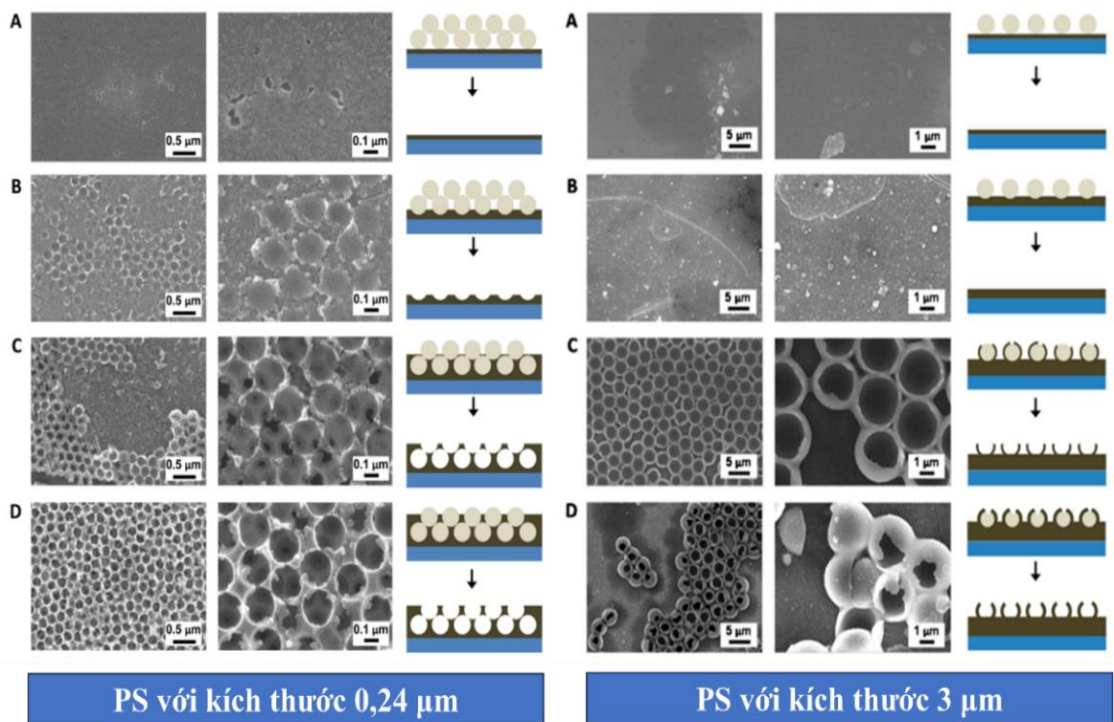 A
0.5 µm
0.1 µm
B
0.5 µm
0.1 µm
C
0.5 µm
0.1 µm
D
0.5 µm
0.1 µm
PS với kích thước 0,24 µm
A
5 µm
1 µm
B
5 µm
1 µm
C
5 µm
1 µm
D
5 µm
1 µm
PS với kích thước 3 µm